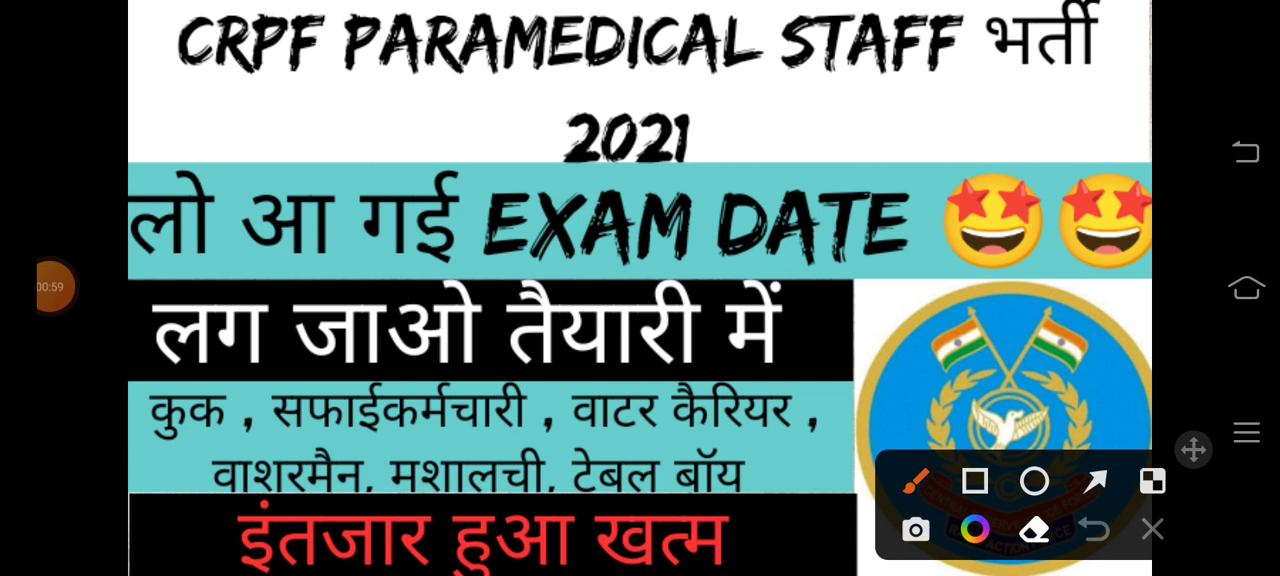 CRPF PARAMEDICAL STAFF भर्ती
2021
लो आ गई EXAM DATE 🤩🤩
लग जाओ तैयारी में
कुक , सफाईकर्मचारी , वाटर कैरियर ,
वाशरमैन, मशालची, टेबल बॉय
इंतजार हुआ खत्म
00:59